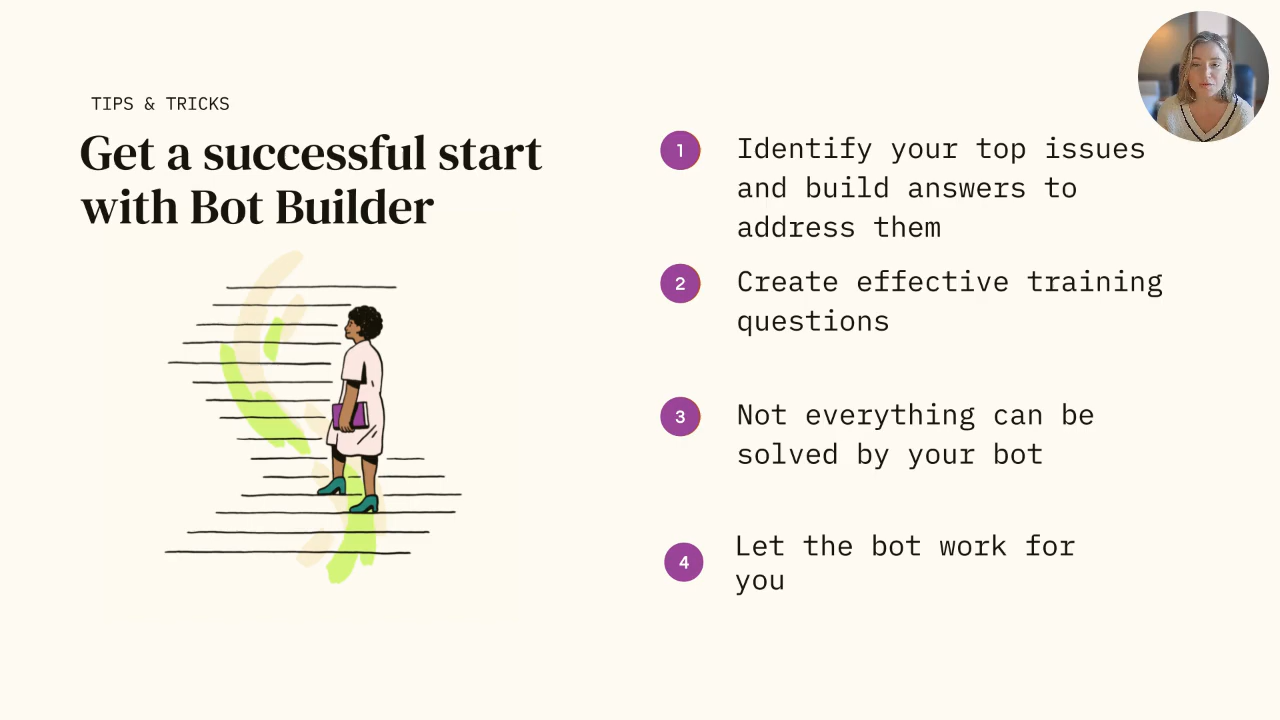 TIPS & TRICKS
Get a successful start
with Bot Builder
1
Identify your top issues
and build answers to
address them
2
Create effective training
questions
3
Not everything can be
solved by your bot
4
Let the bot work for
you